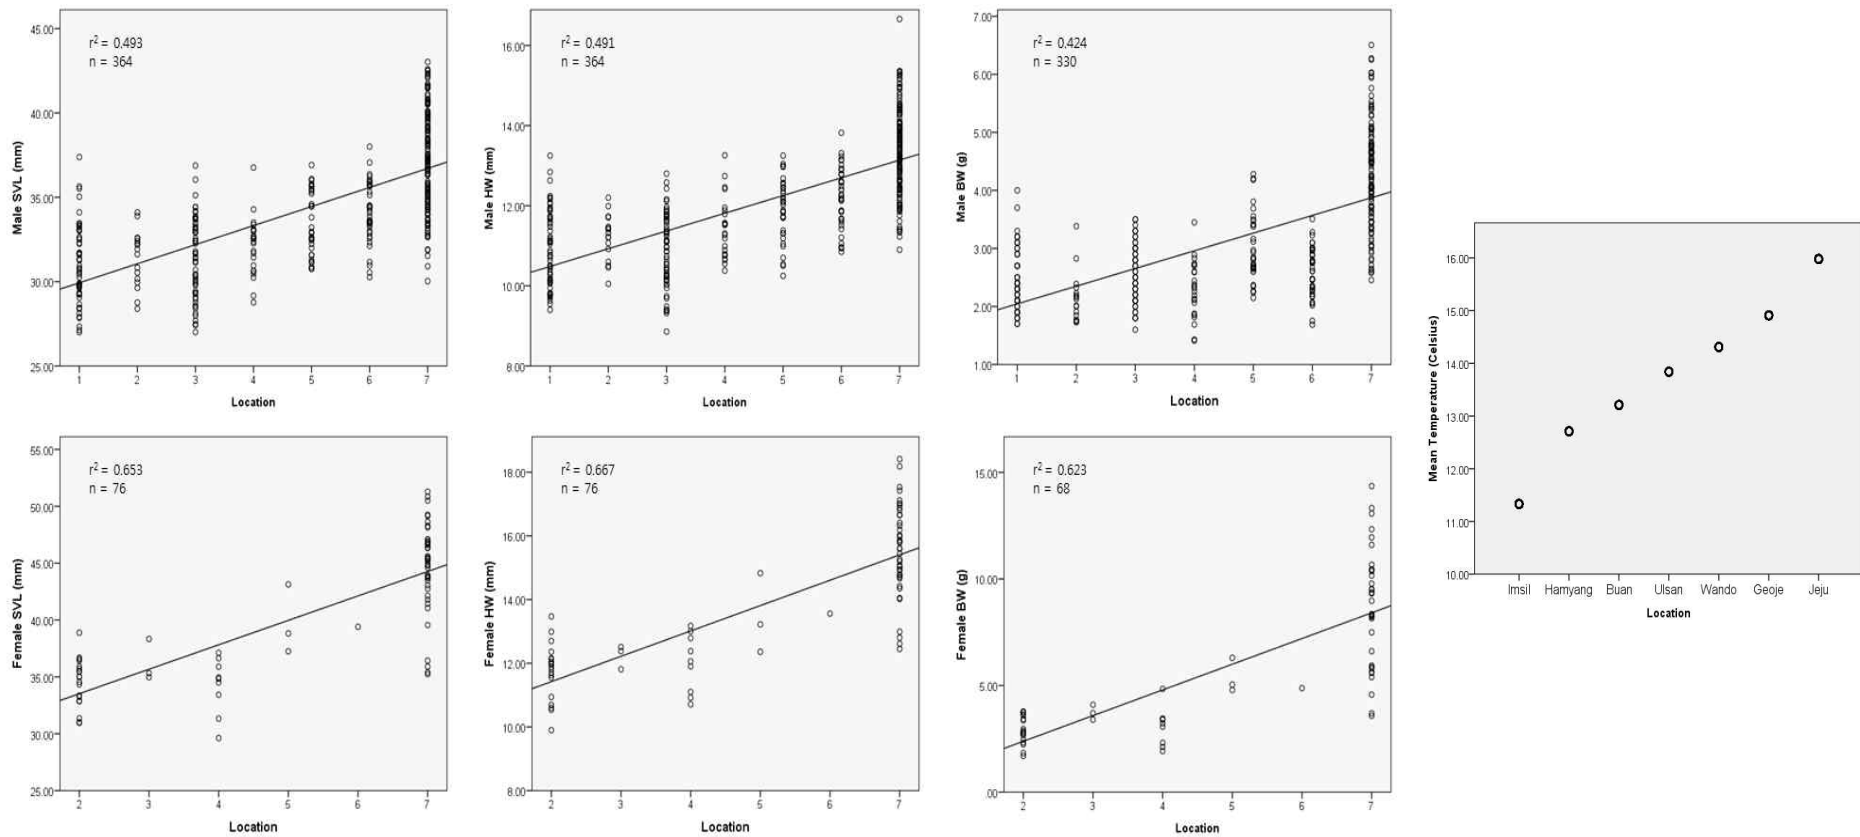 r² = 0.493
n = 364
45.00
40.00
35.00
30.00
25.00
Male SVL (mm)
1 2 3 4 5 6 7
Location
r² = 0.491
n = 364
16.00
14.00
12.00
10.00
8.00
Male HW (mm)
1 2 3 4 5 6 7
Location
r² = 0.424
n = 330
7.00
6.00
5.00
4.00
3.00
2.00
1.00
Male BW (g)
1 2 3 4 5 6 7
Location
16.00
15.00
14.00
13.00
12.00
11.00
10.00
Mean Temperature (Celsius)
Imsil Hamyang Buan Ulsan Wando Geoje Jeju
Location
r² = 0.653
n = 76
55.00
50.00
45.00
40.00
35.00
30.00
25.00
Female SVL (mm)
2 3 4 5 6 7
Location
r² = 0.667
n = 76
18.00
16.00
14.00
12.00
10.00
8.00
Female HW (mm)
2 3 4 5 6 7
Location
r² = 0.623
n = 68
15.00
10.00
5.00
.00
Female BW (g)
2 3 4 5 6 7
Location